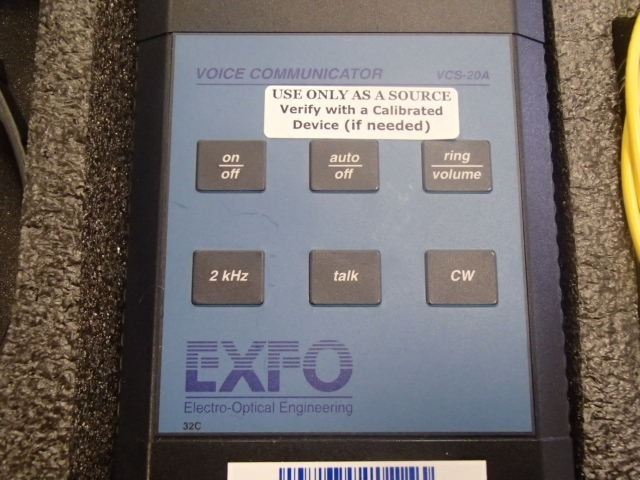 VOICE COMMUNICATOR VCS-20A
USE ONLY AS A SOURCE
Verify with a Calibrated
Device (if needed)
on
off
auto
off
ring
volume
2 kHz
talk
CW
EXFO
Electro-Optical Engineering
32C